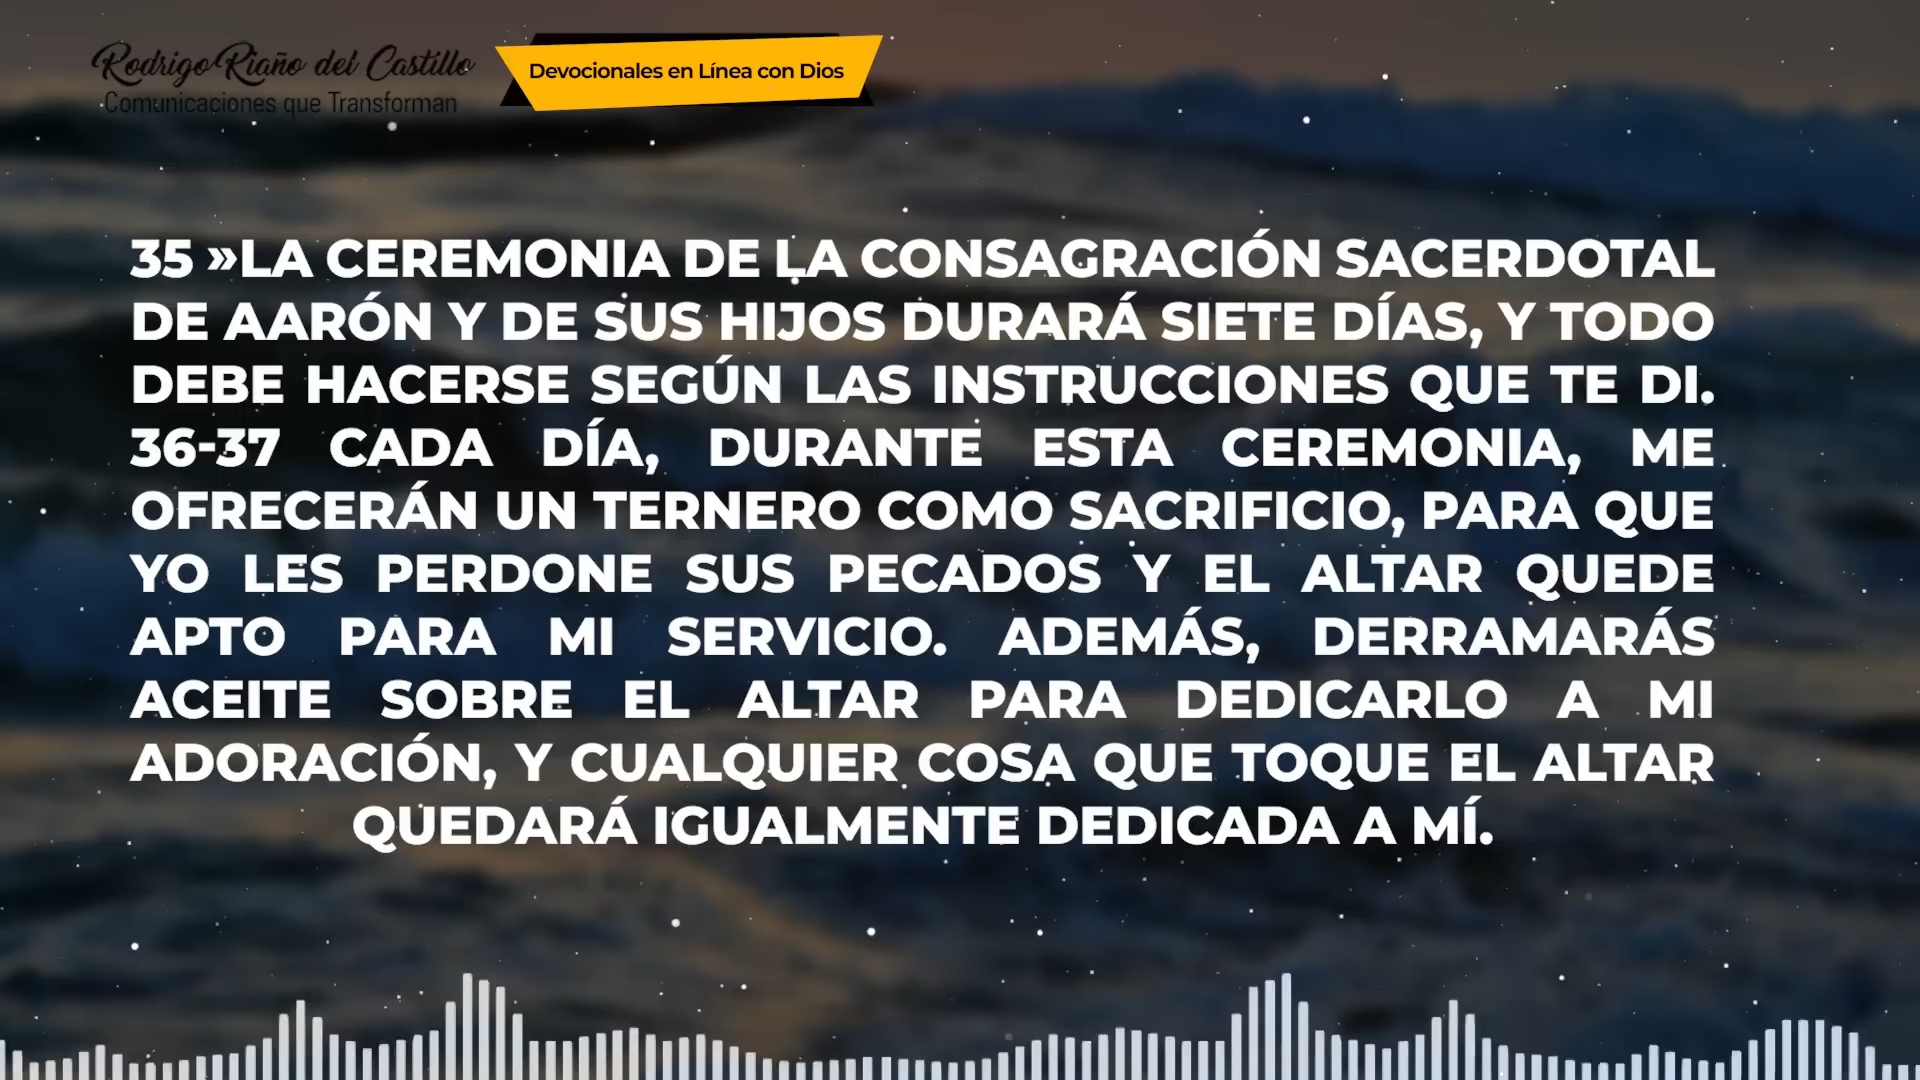 Rodrigo Riaño del Castillo
Comunicaciones que Transforman
Devocionales en Línea con Dios
35 »LA CEREMONIA DE LA CONSAGRACIÓN SACERDOTAL
DE AARÓN Y DE SUS HIJOS DURARÁ SIETE DÍAS, Y TODO
DEBE HACERSE SEGÚN LAS INSTRUCCIONES QUE TE DI.
36-37 CADA DÍA, DURANTE ESTA CEREMONIA, ME
OFRECERÁN UN TERNERO COMO SACRIFICIO, PARA QUE
YO LES PERDONE SUS PECADOS Y EL ALTAR QUEDE
APTO PARA MI SERVICIO. ADEMÁS, DERRAMARÁS
ACEITE SOBRE EL ALTAR PARA DEDICARLO A MI
ADORACIÓN, Y CUALQUIER COSA QUE TOQUE EL ALTAR
QUEDARÁ IGUALMENTE DEDICADA A MÍ.